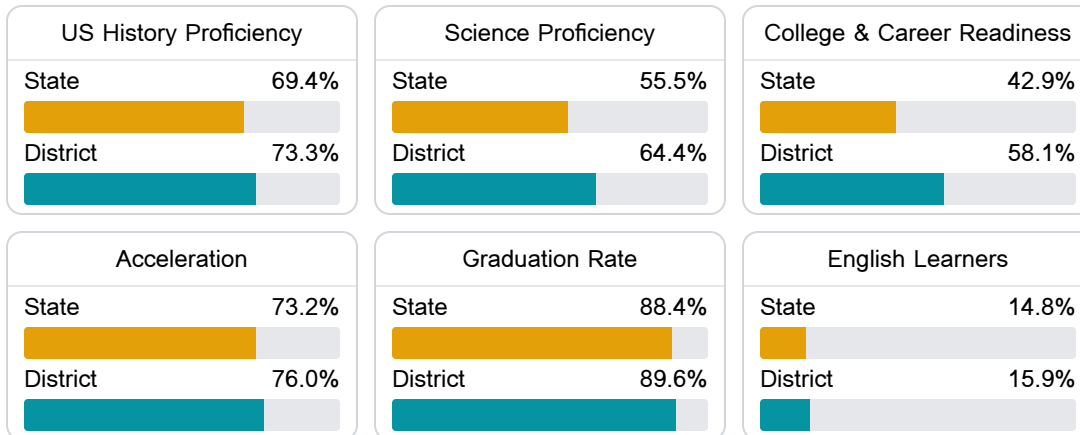 US History Proficiency
State 69.4%
District 73.3%
Science Proficiency
State 55.5%
District 64.4%
College & Career Readiness
State 42.9%
District 58.1%
Acceleration
State 73.2%
District 76.0%
Graduation Rate
State 88.4%
District 89.6%
English Learners
State 14.8%
District 15.9%